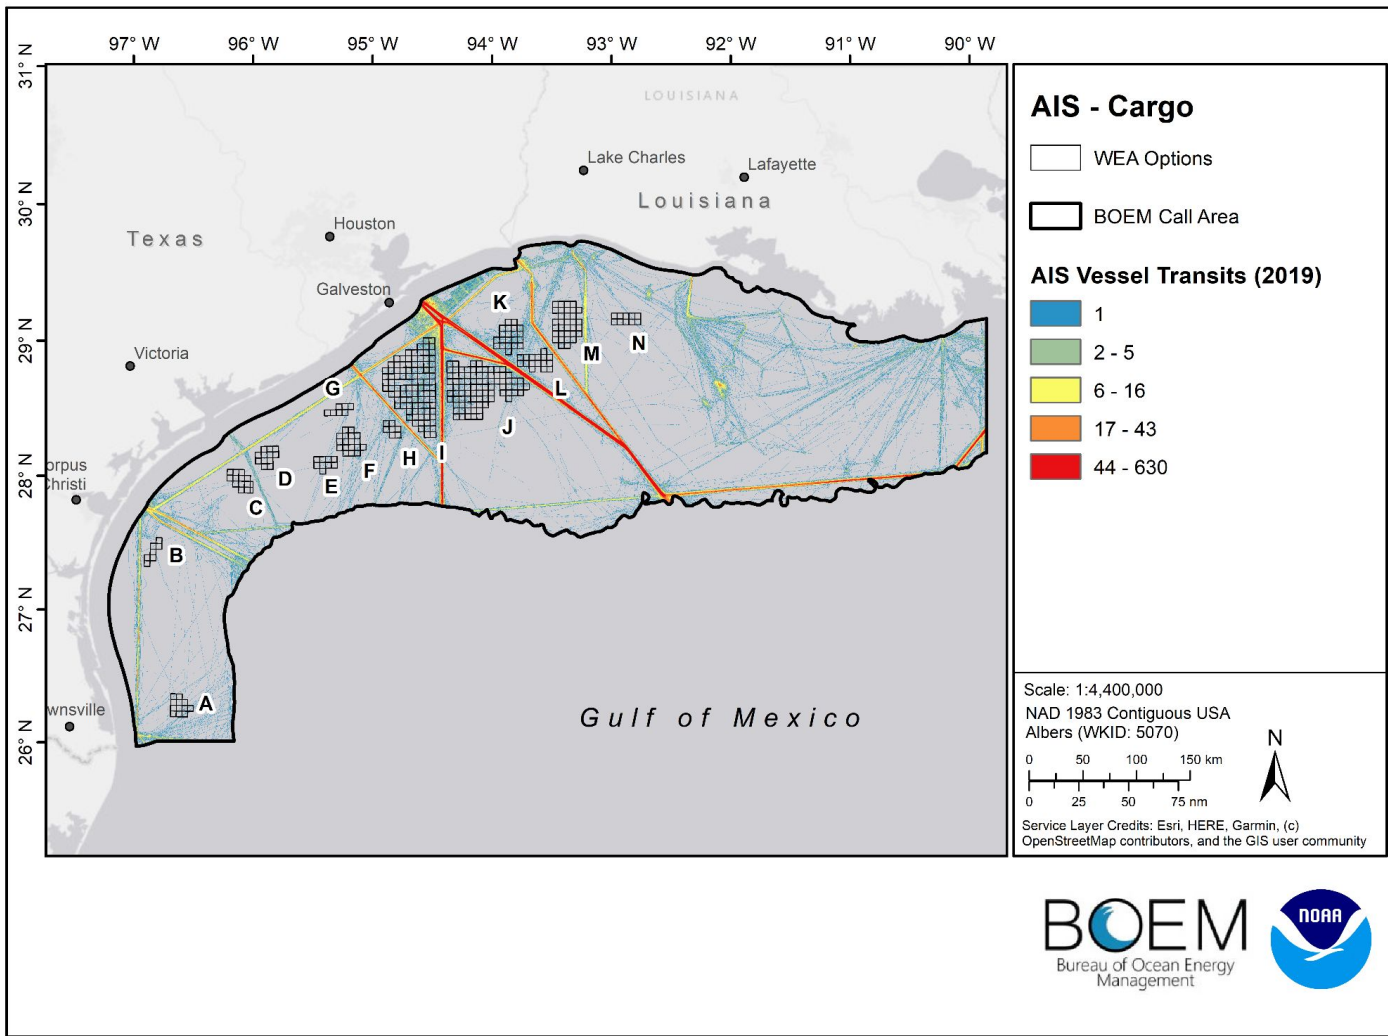 97° W 96° W 95° W 94° W 93° W 92° W 91° W 90° W
31° N
30° N
29° N
28° N
27° N
26° N
LOUISIANA
Lake Charles
Lafayette
Louisiana
Houston
Texas
Galveston
Victoria
orpus
Christi
wnsville
K
N
M
G
L
J
I
H
F
D
E
C
B
A
Gulf of Mexico
AIS - Cargo
WEA Options
BOEM Call Area
AIS Vessel Transits (2019)
1
2 - 5
6 - 16
17 - 43
44 - 630
Scale: 1:4,400,000
NAD 1983 Contiguous USA
Albers (WKID: 5070)
0 50 100 150 km
0 25 50 75 nm
N
Service Layer Credits: Esri, HERE, Garmin, (c)
OpenStreetMap contributors, and the GIS user community
BOEM
Bureau of Ocean Energy
Management
NOAA